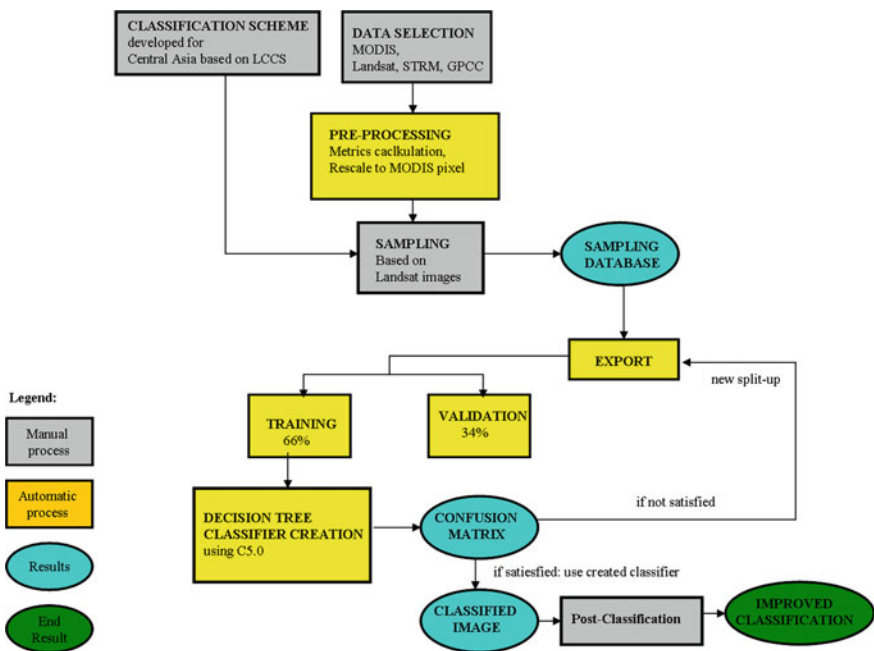 CLASSIFICATION SCHEME
developed for
Central Asia based on LCCS
DATA SELECTION
MODIS,
Landsat, STRM, GPCC
PRE-PROCESSING
Metrics caclkulation,
Rescale to MODIS pixel
SAMPLING
Based on
Landsat images
SAMPLING
DATABASE
EXPORT
new split-up
Legend:
Manual
process
Automatic
process
Results
End
Result
TRAINING
66%
VALIDATION
34%
DECISION TREE
CLASSIFIER CREATION
using C5.0
CONFUSION
MATRIX
if not satisfied
if satiesfied: use created classifier
CLASSIFIED
IMAGE
Post-Classification
IMPROVED
CLASSIFICATION